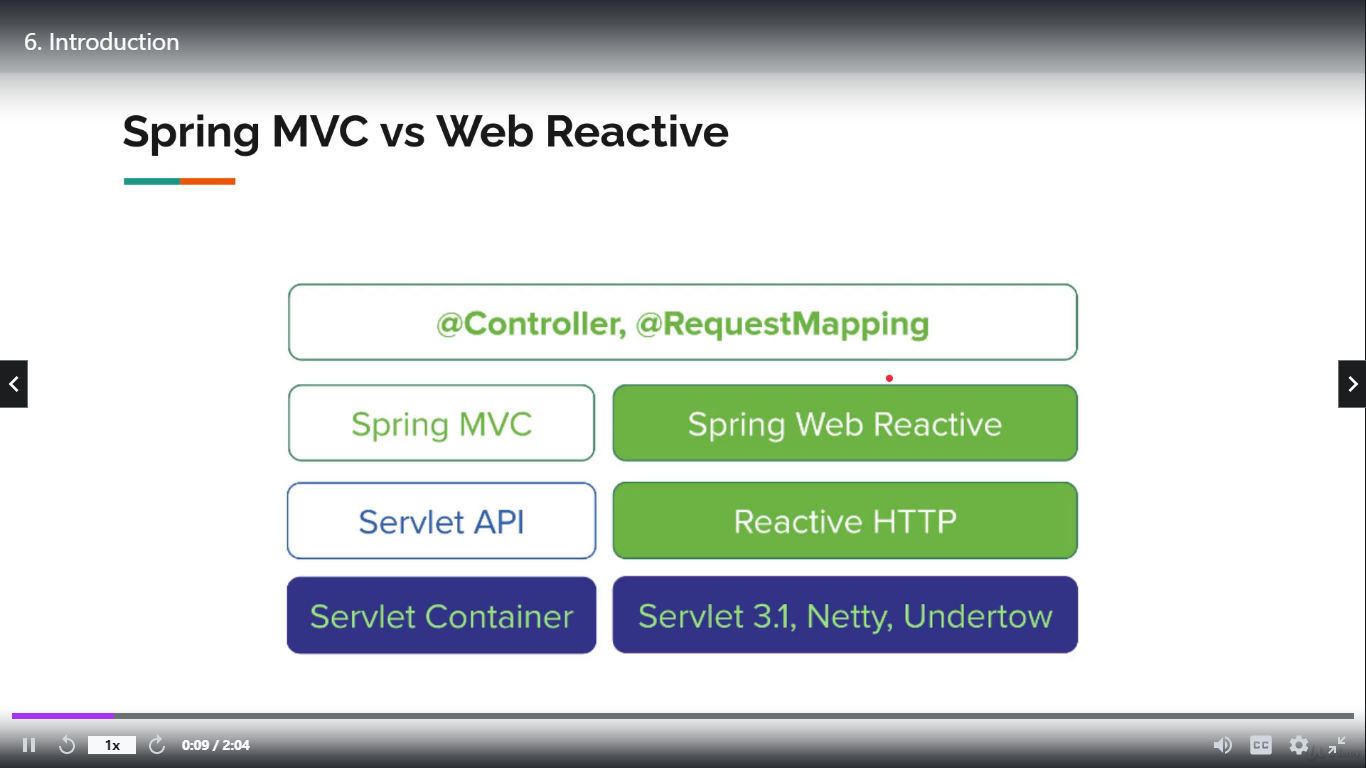 6. Introduction
Spring MVC vs Web Reactive
@Controller, @RequestMapping
Spring MVC
Spring Web Reactive
Servlet API
Reactive HTTP
Servlet Container
Servlet 3.1, Netty, Undertow
1x
0:09 / 2:04
CC